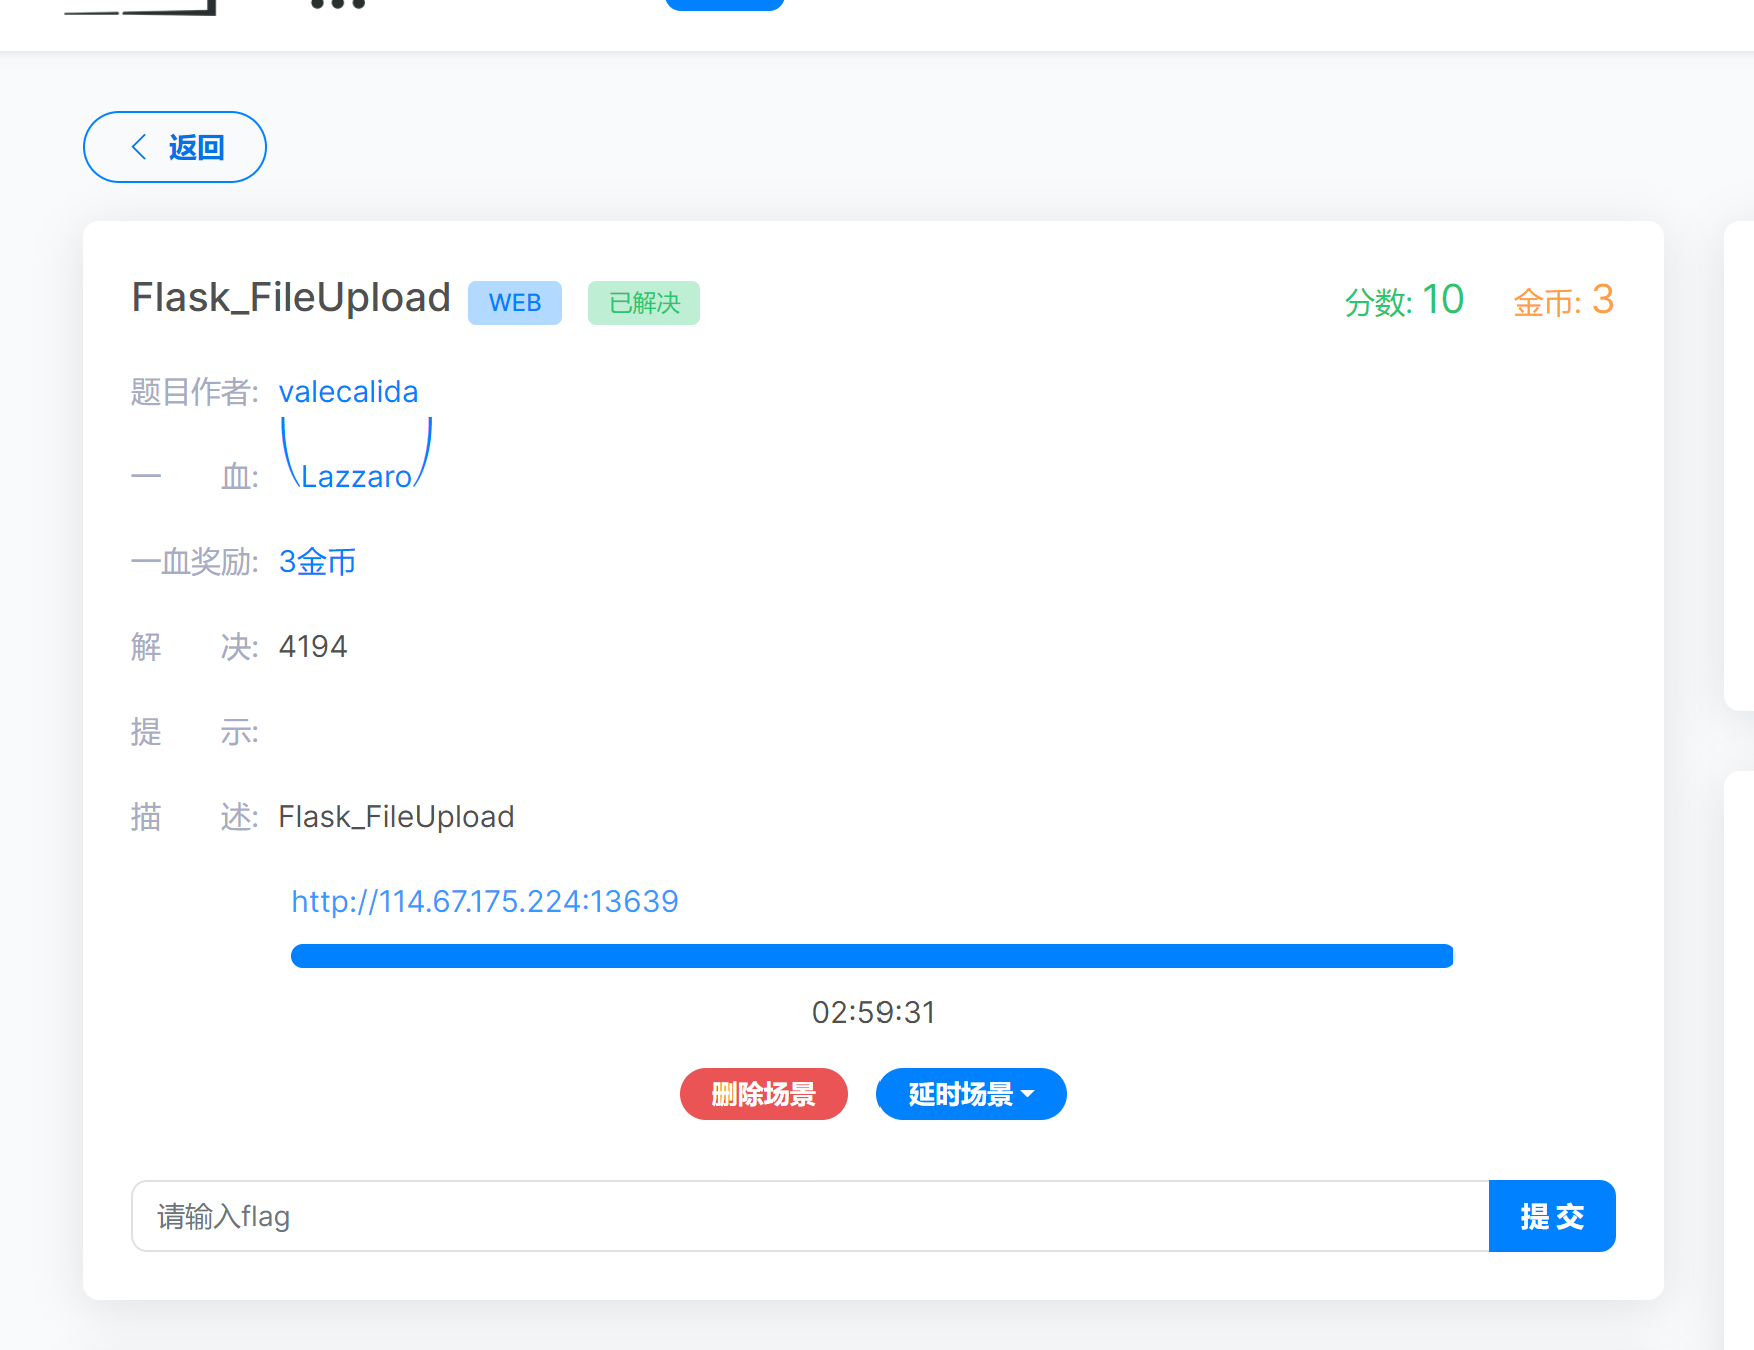 返回
Flask_FileUpload WEB 已解决 分数: 10 金币: 3
题目作者: valecalida
一 血: Lazzaro
一血奖励: 3金币
解 决: 4194
提 示:
描 述: Flask_FileUpload
http://114.67.175.224:13639
02:59:31
删除场景 延时场景
请输入flag 提 交